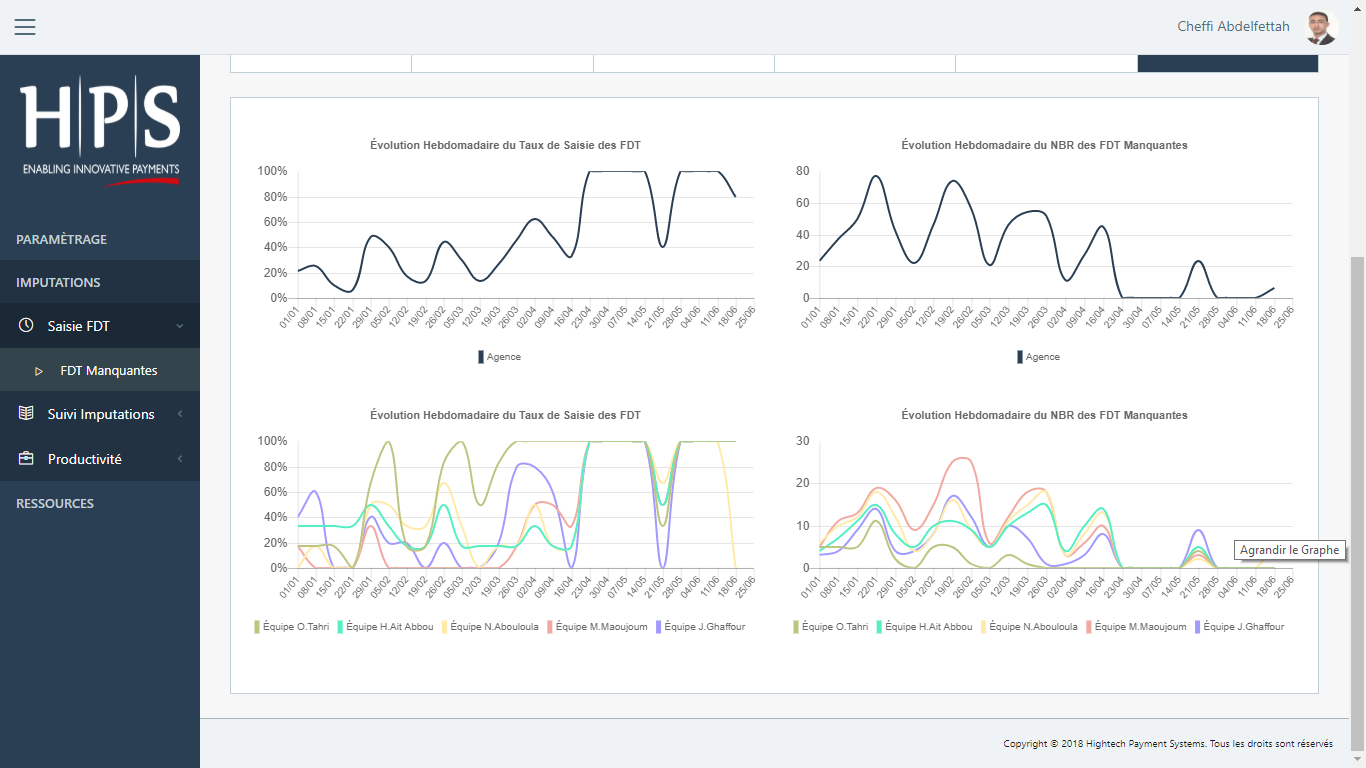 Cheffi Abdelfettah
H|P|S
ENABLING INNOVATIVE PAYMENTS
PARAMÈTRAGE
IMPUTATIONS
Saisie FDT
FDT Manquantes
Suivi Imputations
Productivité
RESSOURCES
Évolution Hebdomadaire du Taux de Saisie des FDT
100%
80%
60%
40%
20%
0%
01/01 08/01 15/01 22/01 29/01 05/02 12/02 19/02 26/02 05/03 12/03 19/03 26/03 02/04 09/04 16/04 23/04 30/04 07/05 14/05 21/05 28/05 04/06 11/06 18/06 25/06
Agence
Évolution Hebdomadaire du NBR des FDT Manquantes
80
60
40
20
0
01/01 08/01 15/01 22/01 29/01 05/02 12/02 19/02 26/02 05/03 12/03 19/03 26/03 02/04 09/04 16/04 23/04 30/04 07/05 14/05 21/05 28/05 04/06 11/06 18/06 25/06
Agence
Évolution Hebdomadaire du Taux de Saisie des FDT
100%
80%
60%
40%
20%
0%
01/01 08/01 15/01 22/01 29/01 05/02 12/02 19/02 26/02 05/03 12/03 19/03 26/03 02/04 09/04 16/04 23/04 30/04 07/05 14/05 21/05 28/05 04/06 11/06 18/06 25/06
Équipe O.Tahri Équipe H.Ait Abbou Équipe N.Abouloula Équipe M.Maoujoum Équipe J.Ghaffour
Évolution Hebdomadaire du NBR des FDT Manquantes
30
20
10
0
01/01 08/01 15/01 22/01 29/01 05/02 12/02 19/02 26/02 05/03 12/03 19/03 26/03 02/04 09/04 16/04 23/04 30/04 07/05 14/05 21/05 28/05 04/06 11/06 18/06 25/06
Agrandir le Graphe
Équipe O.Tahri Équipe H.Ait Abbou Équipe N.Abouloula Équipe M.Maoujoum Équipe J.Ghaffour
Copyright © 2018 Hightech Payment Systems. Tous les droits sont réservés